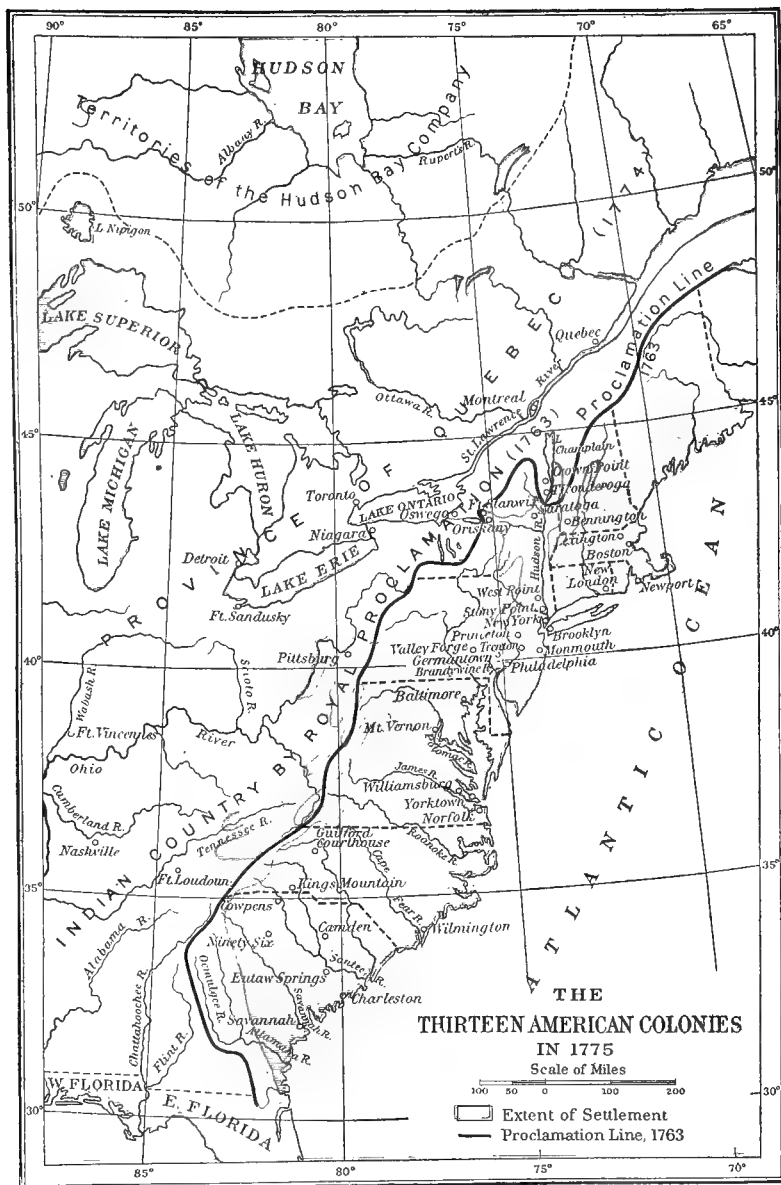 90°
85°
80°
75°
70°
65°
HUDSON
BAY
Territories of the Hudson Bay Company
Albany R.
Rupert's R.
50°
50°
L. Nipigon
(1774)
LAKE SUPERIOR
PROVINCE OF QUEBEC
Quebec
Proclamation Line
1763
Montreal
River
Ottawa R.
St. Lawrence
45°
45°
LAKE MICHIGAN
LAKE HURON
L.
Champlain
Crown Point
Ticonderoga
Toronto
LAKE ONTARIO
Ft. Stanwix
Saratoga
Oswego
Oriskany
Bennington
Niagara
Lexington
Boston
Hudson R.
Detroit
LAKE ERIE
New
London
Newport
West Point
Ft. Sandusky
Stony Point
New York
40°
Brooklyn
Princeton
Pittsburg
Valley Forge
Trenton
Monmouth
40°
Germantown
Philadelphia
Brandywine R.
Wabash R.
Scioto R.
Baltimore
Ft. Vincennes
River
Mt. Vernon
Potomac R.
Ohio
James R.
Williamsburg
Yorktown
Norfolk
Cumberland R.
INDIAN COUNTRY BY ROYAL PROCLAMATION (1763)
Tennessee R.
Guilford
Courthouse
Roanoke R.
Nashville
Cape
Fear R.
Ft. Loudoun
Kings Mountain
35°
35°
Cowpens
Camden
Wilmington
Alabama R.
Ninety Six
Santee R.
Ocmulgee R.
Eutaw Springs
Charleston
Chattahoochee R.
Savannah R.
Savannah
Flint R.
Altamaha R.
ATLANTIC OCEAN
W. FLORIDA
E. FLORIDA
30°
30°
THE
THIRTEEN AMERICAN COLONIES
IN 1775
Scale of Miles
100 50 0 100 200
Extent of Settlement
Proclamation Line, 1763
85°
80°
75°
70°